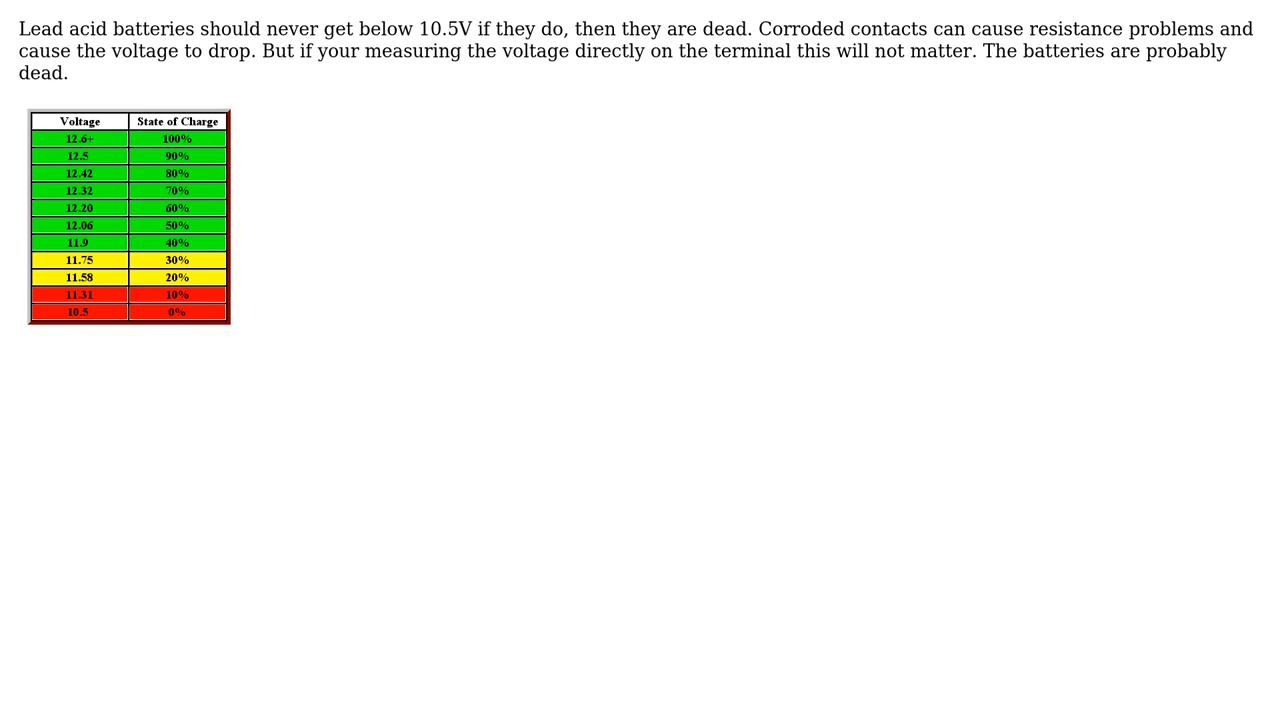 Lead acid batteries should never get below 10.5V if they do, then they are dead. Corroded contacts can cause resistance problems and
cause the voltage to drop. But if your measuring the voltage directly on the terminal this will not matter. The batteries are probably
dead.
Voltage State of Charge
12.6+ 100%
12.5 90%
12.42 80%
12.32 70%
12.20 60%
12.06 50%
11.9 40%
11.75 30%
11.58 20%
11.31 10%
10.5 0%